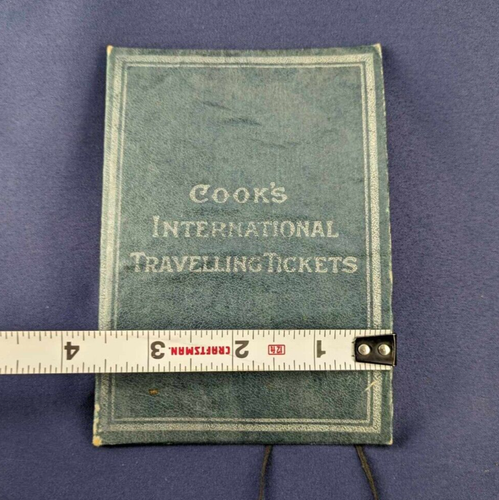 COOK'S
INTERNATIONAL
TRAVELLING TICKETS
4 3 CRAFTSMAN 2 1